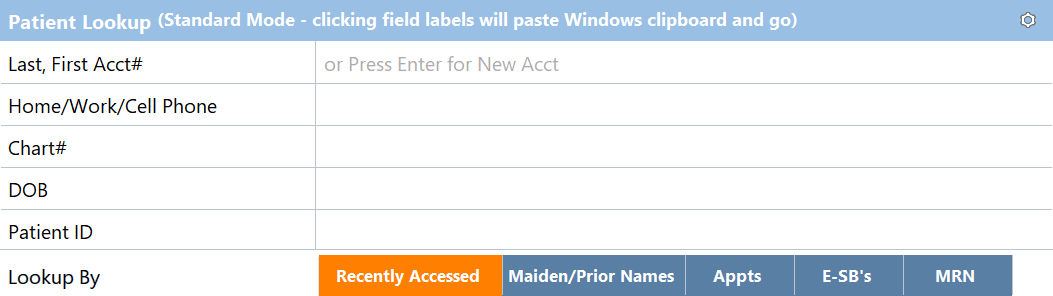 Patient Lookup (Standard Mode - clicking field labels will paste Windows clipboard and go)
Last, First Acct# or Press Enter for New Acct
Home/Work/Cell Phone
Chart#
DOB
Patient ID
Lookup By Recently Accessed Maiden/Prior Names Appts E-SB's MRN